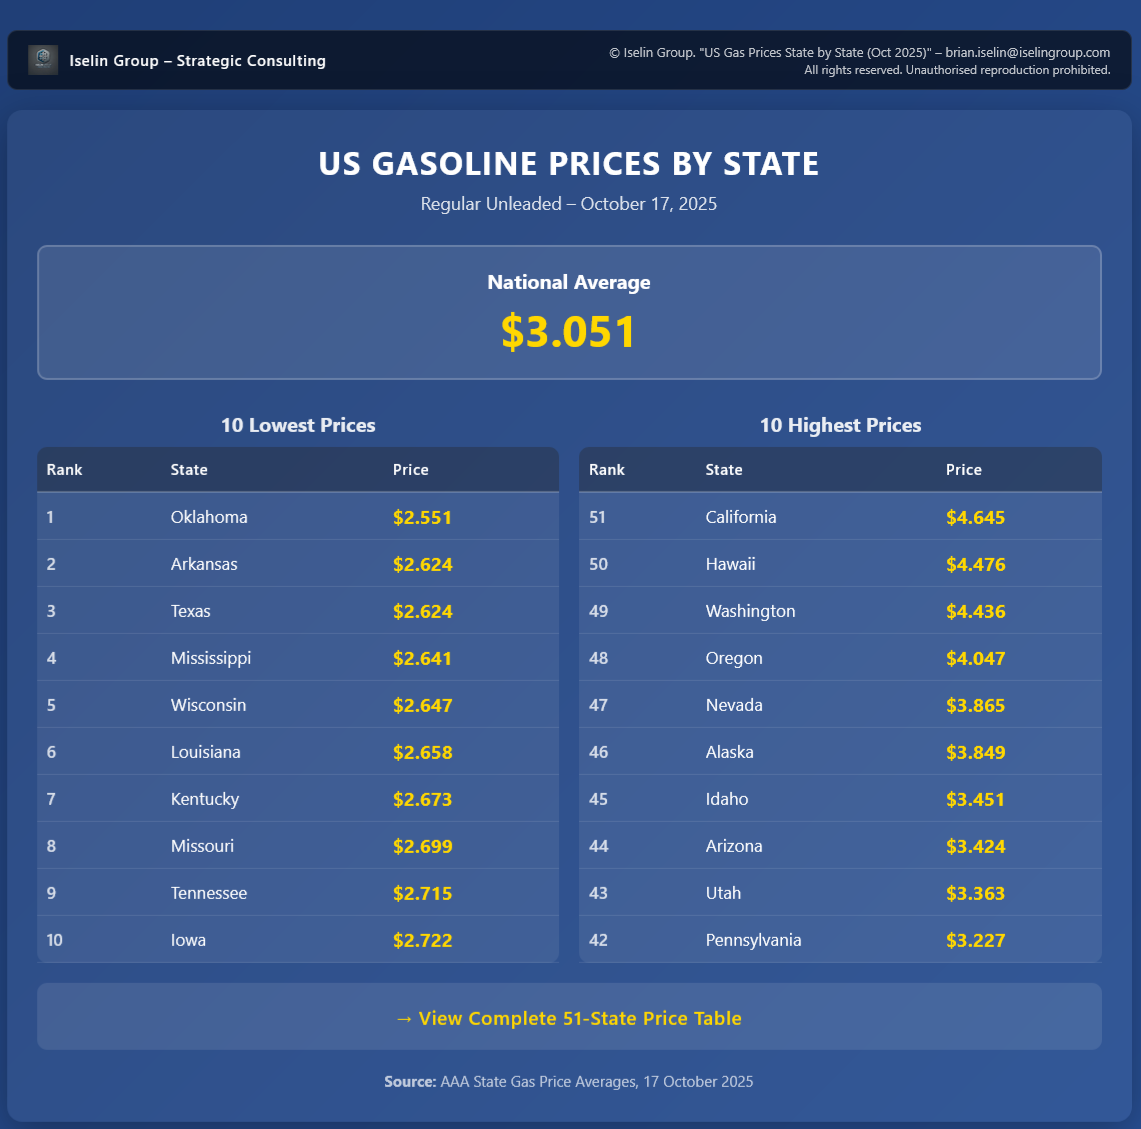 Iselin Group – Strategic Consulting
© Iselin Group. "US Gas Prices State by State (Oct 2025)" – brian.iselin@iselingroup.com
All rights reserved. Unauthorised reproduction prohibited.
US GASOLINE PRICES BY STATE
Regular Unleaded – October 17, 2025
National Average
$3.051
10 Lowest Prices
Rank State Price
1 Oklahoma $2.551
2 Arkansas $2.624
3 Texas $2.624
4 Mississippi $2.641
5 Wisconsin $2.647
6 Louisiana $2.658
7 Kentucky $2.673
8 Missouri $2.699
9 Tennessee $2.715
10 Iowa $2.722
10 Highest Prices
Rank State Price
51 California $4.645
50 Hawaii $4.476
49 Washington $4.436
48 Oregon $4.047
47 Nevada $3.865
46 Alaska $3.849
45 Idaho $3.451
44 Arizona $3.424
43 Utah $3.363
42 Pennsylvania $3.227
→ View Complete 51-State Price Table
Source: AAA State Gas Price Averages, 17 October 2025